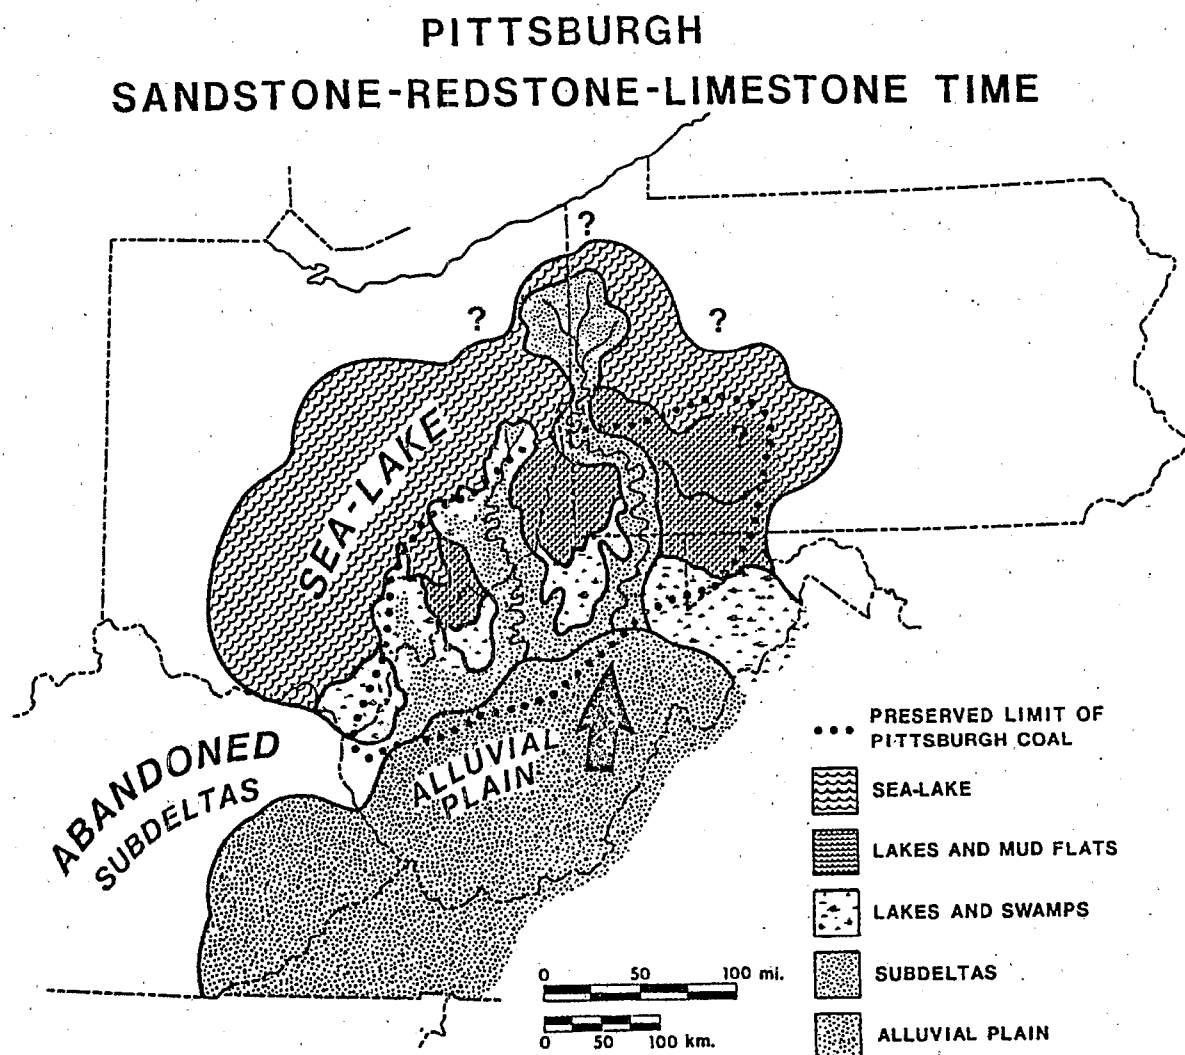 PITTSBURGH
SANDSTONE-REDSTONE-LIMESTONE TIME
?
?
?
?
SEA-LAKE
ABANDONED
SUBDELTAS
ALLUVIAL
PLAIN
PRESERVED LIMIT OF
PITTSBURGH COAL
SEA-LAKE
LAKES AND MUD FLATS
LAKES AND SWAMPS
SUBDELTAS
ALLUVIAL PLAIN
0 50 100 mi.
0 50 100 km.